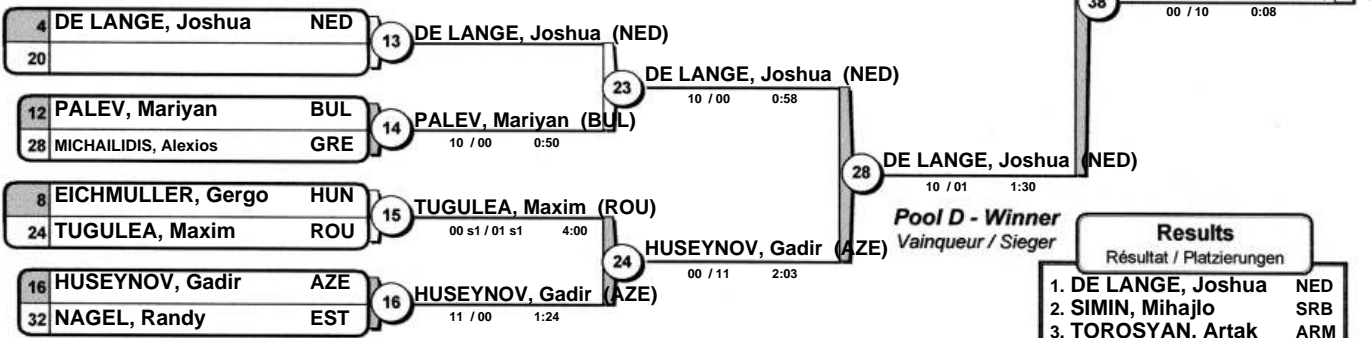 38
00 / 10 0:08
4 DE LANGE, Joshua NED
20
13 DE LANGE, Joshua (NED)
23 DE LANGE, Joshua (NED)
10 / 00 0:58
12 PALEV, Mariyan BUL
28 MICHAILIDIS, Alexios GRE
14 PALEV, Mariyan (BUL)
10 / 00 0:50
28 DE LANGE, Joshua (NED)
10 / 01 1:30
8 EICHMULLER, Gergo HUN
24 TUGULEA, Maxim ROU
15 TUGULEA, Maxim (ROU)
00 s1 / 01 s1 4:00
24 HUSEYNOV, Gadir (AZE)
00 / 11 2:03
16 HUSEYNOV, Gadir AZE
32 NAGEL, Randy EST
16 HUSEYNOV, Gadir (AZE)
11 / 00 1:24
Pool D - Winner
Vainqueur / Sieger
Results
Résultat / Platzierungen
1. DE LANGE, Joshua NED
2. SIMIN, Mihajlo SRB
3. TOROSYAN, Artak ARM